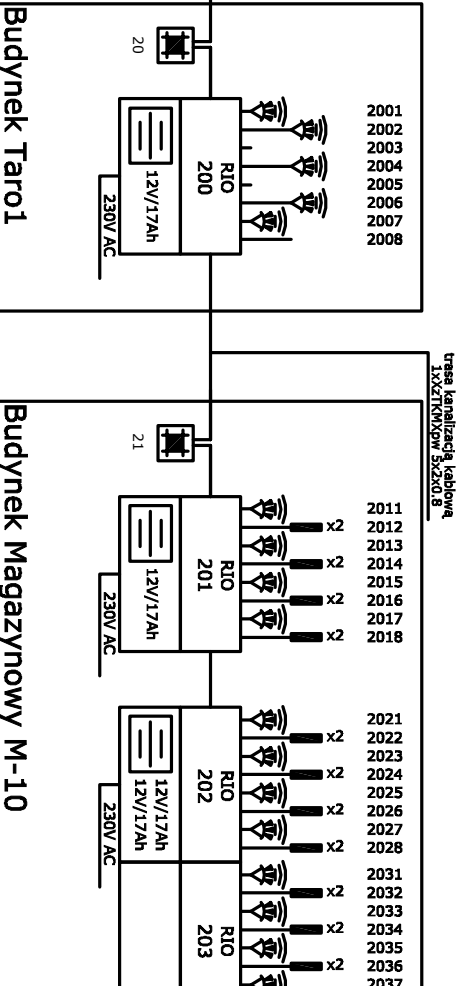 Budynek Taro1
20
2001
2002
2003
2004
2005
2006
2007
2008
RIO
200
12V/17Ah
230V AC
trasa kanalizacją kablową
1xXzTKMXpw 5x2x0.8
Budynek Magazynowy M-10
21
2011
x2 2012
2013
x2 2014
2015
x2 2016
2017
x2 2018
RIO
201
12V/17Ah
230V AC
2021
x2 2022
2023
x2 2024
2025
x2 2026
2027
x2 2028
RIO
202
12V/17Ah
12V/17Ah
230V AC
2031
x2 2032
2033
x2 2034
2035
x2 2036
2037
RIO
203